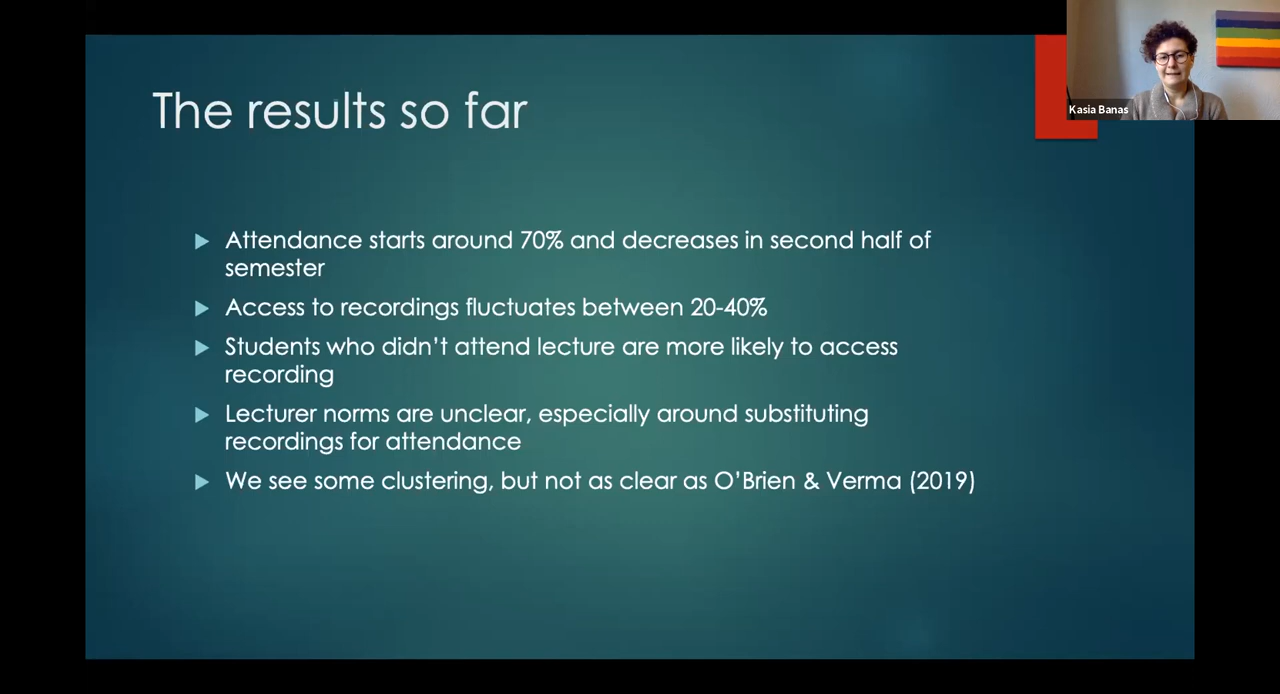 The results so far
Attendance starts around 70% and decreases in second half of
semester
Access to recordings fluctuates between 20-40%
Students who didn’t attend lecture are more likely to access
recording
Lecturer norms are unclear, especially around substituting
recordings for attendance
We see some clustering, but not as clear as O’Brien & Verma (2019)
Kasia Banas